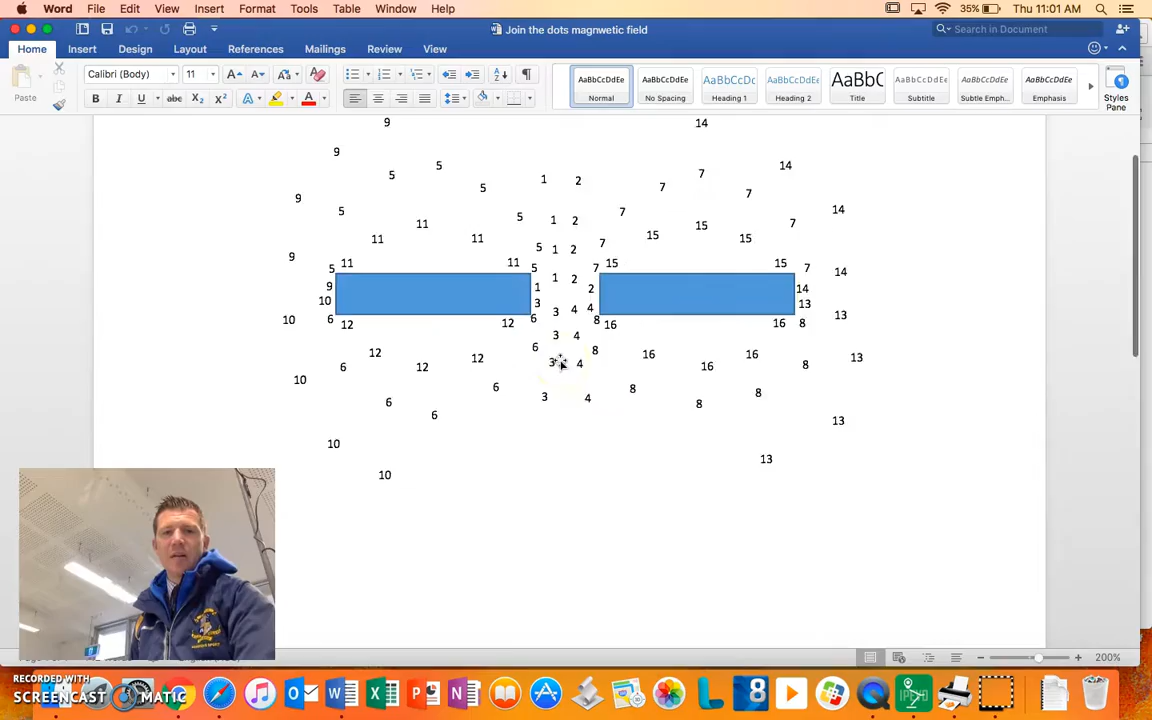 Word File Edit View Insert Format Tools Table Window Help 35% Thu 11:01 AM
Join the dots magnwetic field Search in Document
Home Insert Design Layout References Mailings Review View
Paste Calibri (Body) 11 A A Aa
B I U abc X2 X2 A A
AaBbCcDdEe AaBbCcDdEe AaBbCcDc AaBbCcDdEe AaBbC AaBbCcDdEe AaBbCcDdEe AaBbCcDdEe
Normal No Spacing Heading 1 Heading 2 Title Subtitle Subtle Emph... Emphasis
Styles Pane
9 14
9 5 5 7 7 14
5 1 2 7 7
9 5 5 1 2 7 14
11 11 11 15 15 15 7
9 5 1 2 7
5 11 11 5 7 15 15 7 14
9 1 1 2 2 14
10 3 3 4 4 13
10 6 12 12 6 8 16 16 8 13
3 4
6 12 12 12 6 3 4 8 16 16 16 8 13
10 6 6 8 8
6 6 3 4 8 13
10 13
10
RECORDED WITH
SCREENCAST MATIC
200%